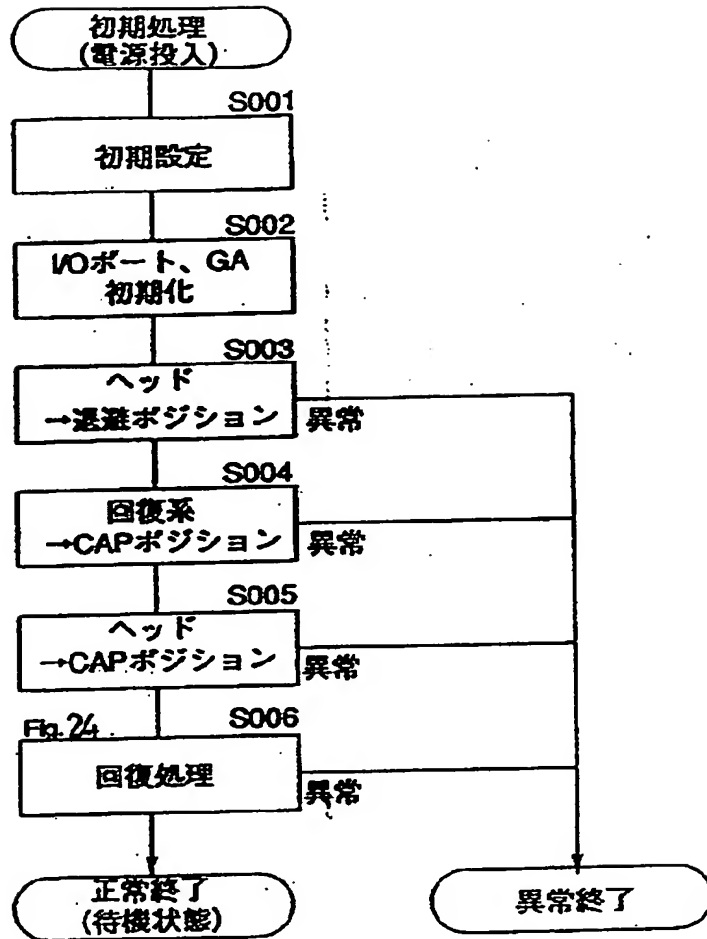 初期処理
(電源投入)
S001
初期設定
S002
I/Oポート、GA
初期化
S003
ヘッド
→退避ポジション
異常
S004
回復系
→CAPポジション
異常
S005
ヘッド
→CAPポジション
異常
Fig.24
S006
回復処理
異常
正常終了
(待機状態)
異常終了